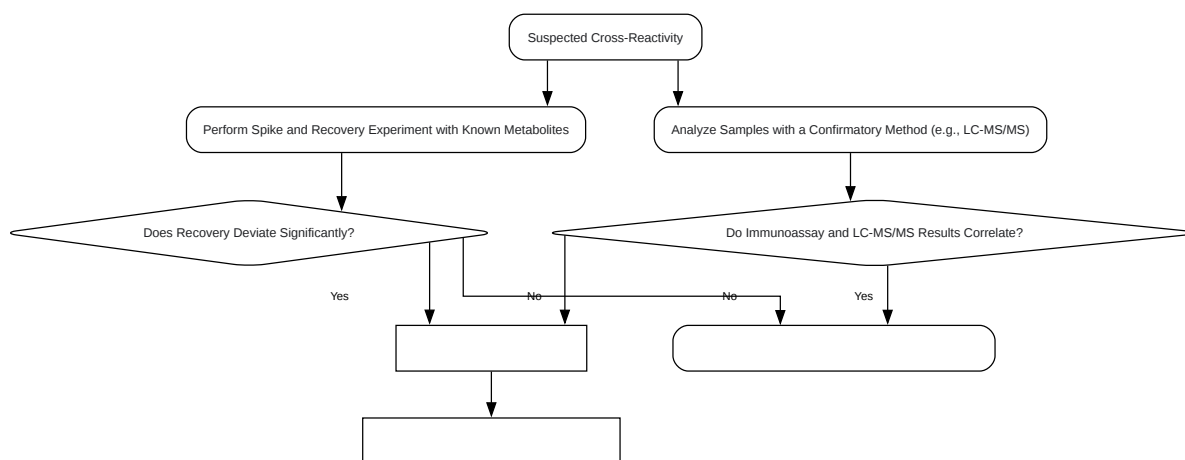 Suspected Cross-Reactivity
Perform Spike and Recovery Experiment with Known Metabolites
Analyze Samples with a Confirmatory Method (e.g., LC-MS/MS)
Does Recovery Deviate Significantly?
Do Immunoassay and LC-MS/MS Results Correlate?
Yes
No
No
Yes